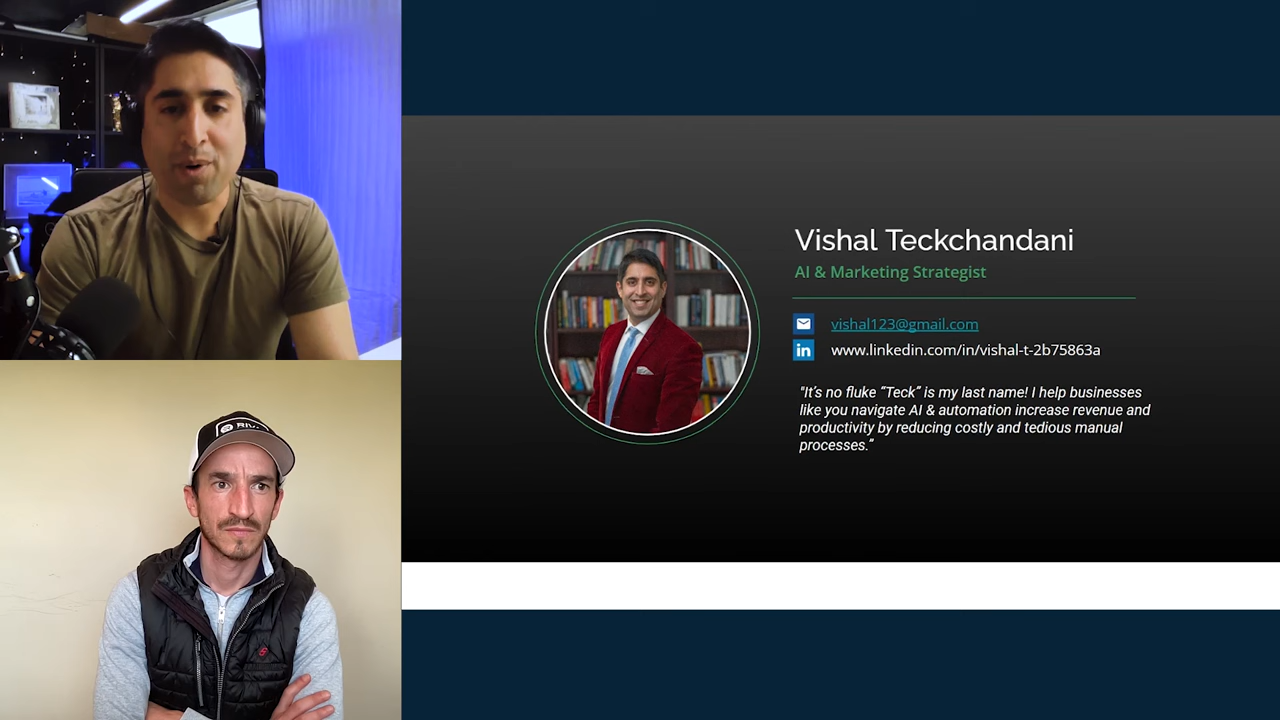 Vishal Teckchandani
AI & Marketing Strategist
vishal123@gmail.com
in
www.linkedin.com/in/vishal-t-2b75863a
"It's no fluke “Teck” is my last name! I help businesses
like you navigate AI & automation increase revenue and
productivity by reducing costly and tedious manual
processes.”